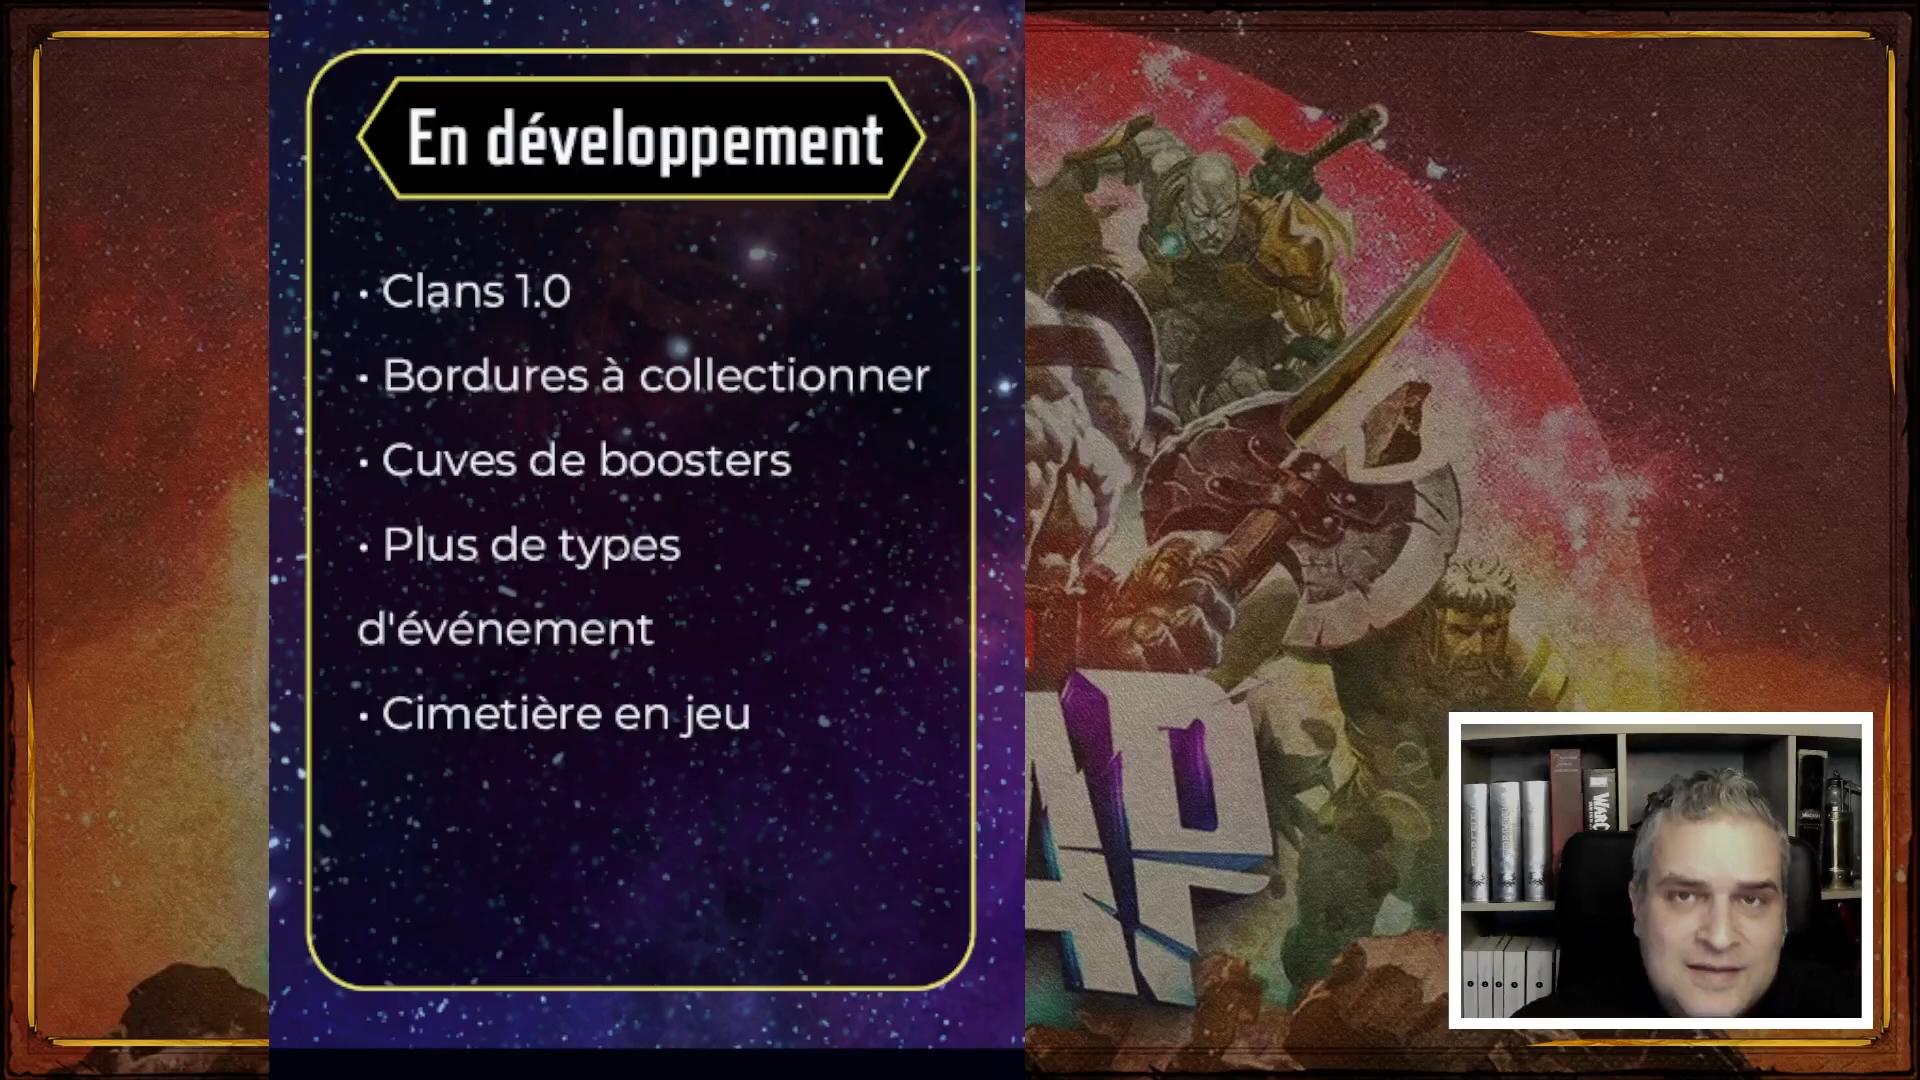 En développement
• Clans 1.0
• Bordures à collectionner
• Cuves de boosters
• Plus de types
d'événement
• Cimetière en jeu